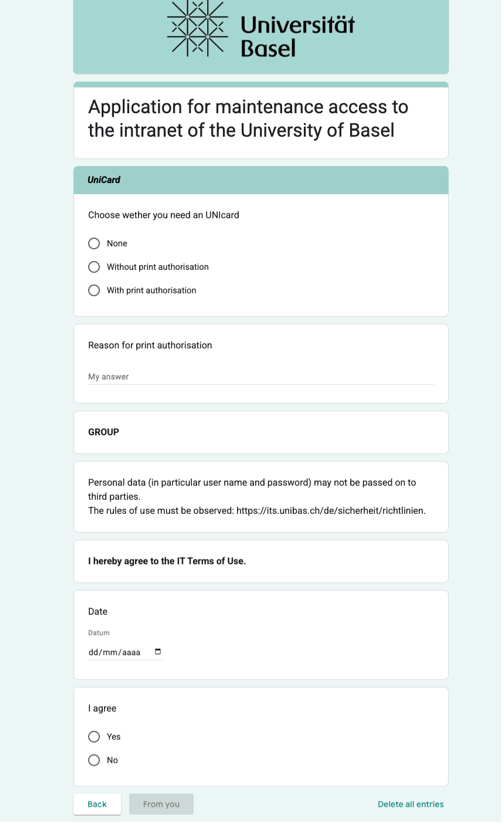 Universität
Basel
Application for maintenance access to
the intranet of the University of Basel
UniCard
Choose wether you need an UNIcard
None
Without print authorisation
With print authorisation
Reason for print authorisation
My answer
GROUP
Personal data (in particular user name and password) may not be passed on to
third parties.
The rules of use must be observed: https://its.unibas.ch/de/sicherheit/richtlinien.
I hereby agree to the IT Terms of Use.
Date
Datum
dd/mm/aaaa
I agree
Yes
No
Back
From you
Delete all entries